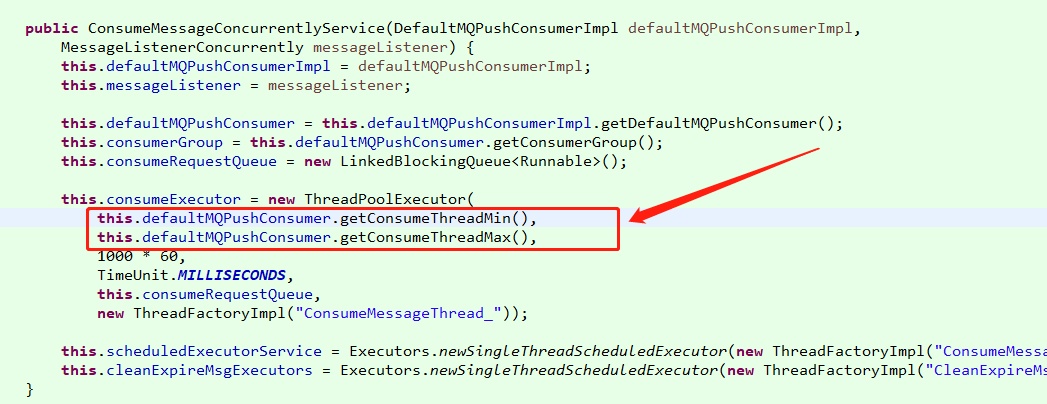 public ConsumeMessageConcurrentlyService(DefaultMQPushConsumerImpl defaultMQPushConsumerImpl,
MessageListenerConcurrently messageListener) {
this.defaultMQPushConsumerImpl = defaultMQPushConsumerImpl;
this.messageListener = messageListener;
this.defaultMQPushConsumer = this.defaultMQPushConsumerImpl.getDefaultMQPushConsumer();
this.consumerGroup = this.defaultMQPushConsumer.getConsumerGroup();
this.consumeRequestQueue = new LinkedBlockingQueue<Runnable>();
this.consumeExecutor = new ThreadPoolExecutor(
this.defaultMQPushConsumer.getConsumeThreadMin(),
this.defaultMQPushConsumer.getConsumeThreadMax(),
1000 * 60,
TimeUnit.MILLISECONDS,
this.consumeRequestQueue,
new ThreadFactoryImpl("ConsumeMessageThread_"));
this.scheduledExecutorService = Executors.newSingleThreadScheduledExecutor(new ThreadFactoryImpl("ConsumeMessa
this.cleanExpireMsgExecutors = Executors.newSingleThreadScheduledExecutor(new ThreadFactoryImpl("CleanExpireMs
}